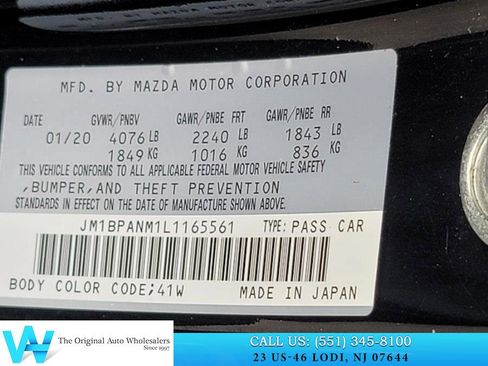 MFD. BY MAZDA MOTOR CORPORATION
DATE GVWR/PNBV GAWR/PNBE FRT GAWR/PNBE RR
01/20 4076LB 2240 LB 1843 LB
1849KG 1016 KG 836 KG
THIS VEHICLE CONFORMS TO ALL APPLICABLE FEDERAL MOTOR VEHICLE SAFETY
,BUMPER,AND THEFT PREVENTION
STANDARDS IN EFFECT ON THE DATE OF MANUFACTURE SHOWN ABOVE.
JM1BPANM1L1165561 TYPE: PASS CAR
BODY COLOR CODE;41W MADE IN JAPAN
W The Original Auto Wholesalers
Since 1997
CALL US: (551) 345-8100
23 US-46 LODI, NJ 07644